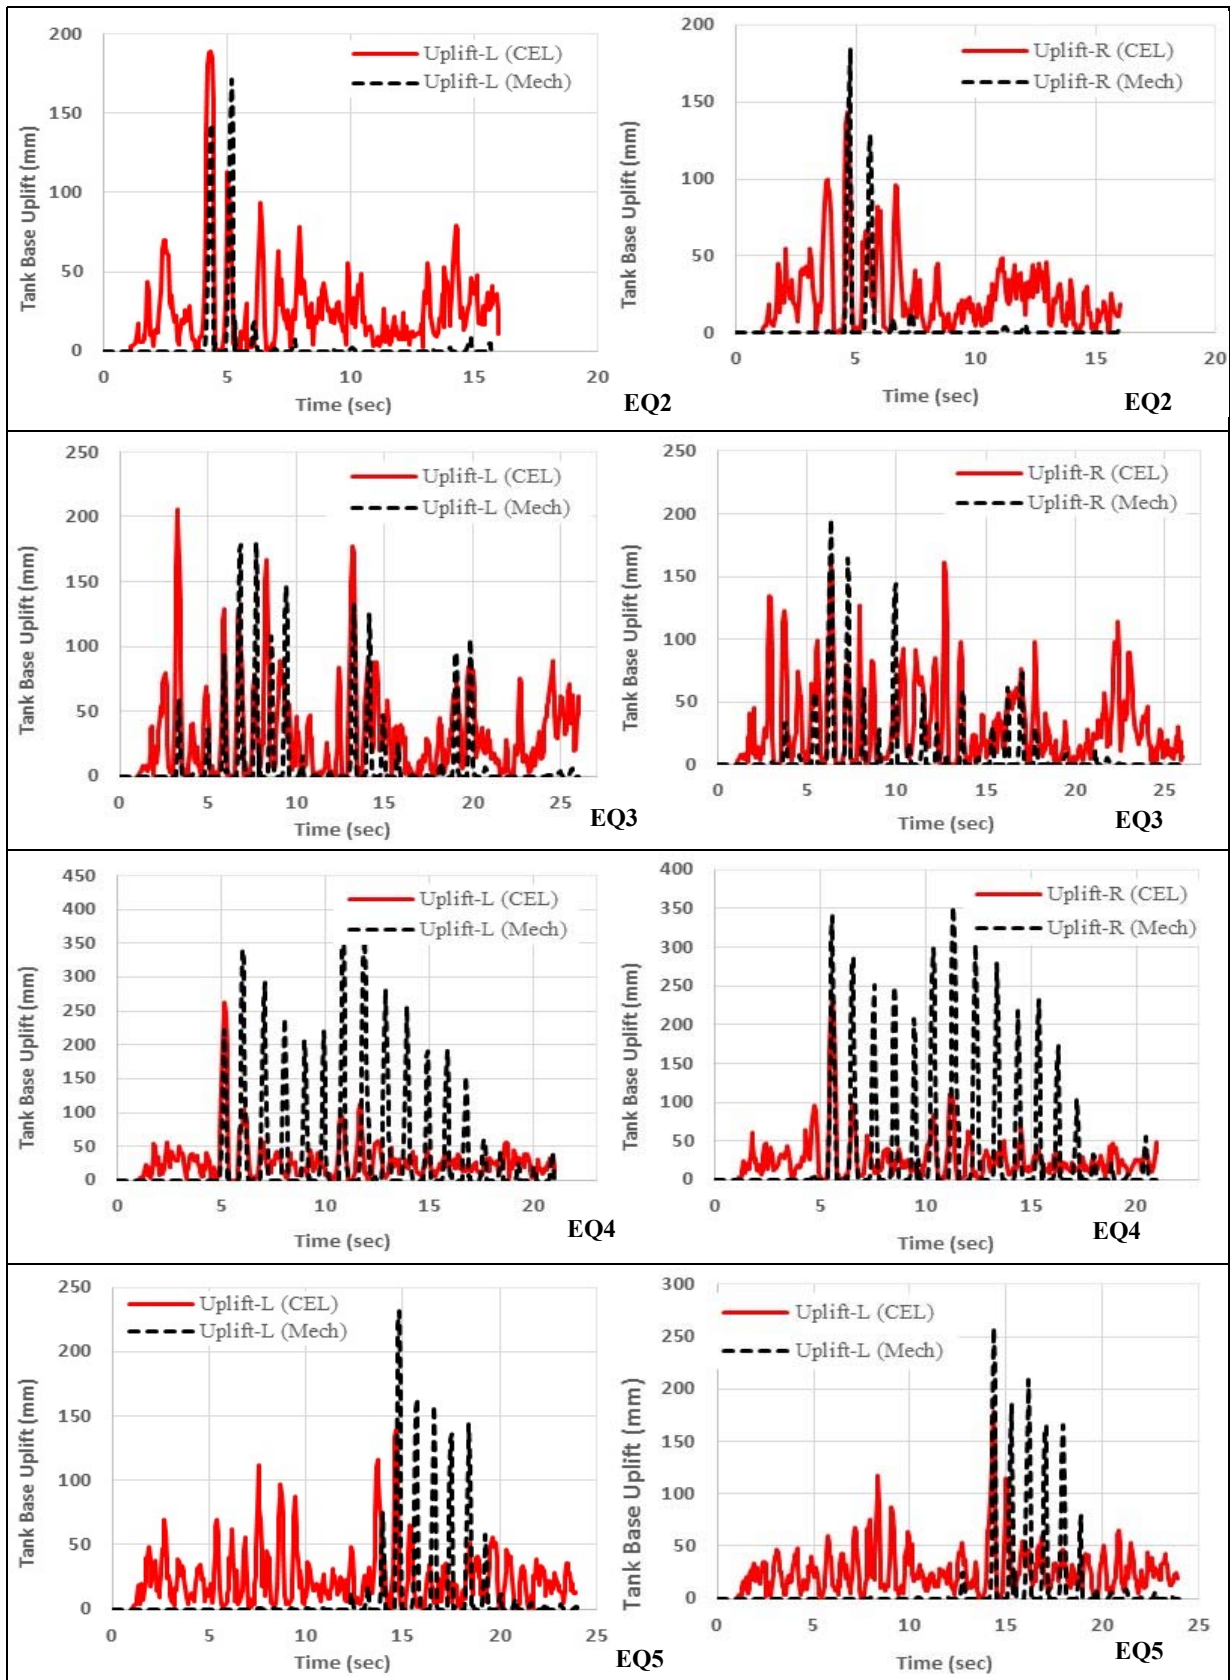 200
150
100
50
0
0 5 10 15 20
Tank Base Uplift (mm)
Time (sec)
Uplift-L (CEL)
Uplift-L (Mech)
EQ2
200
150
100
50
0
0 5 10 15 20
Tank Base Uplift (mm)
Time (sec)
Uplift-R (CEL)
Uplift-R (Mech)
EQ2
250
200
150
100
50
0
0 5 10 15 20 25
Tank Base Uplift (mm)
Time (sec)
Uplift-L (CEL)
Uplift-L (Mech)
EQ3
250
200
150
100
50
0
0 5 10 15 20 25
Tank Base Uplift (mm)
Time (sec)
Uplift-R (CEL)
Uplift-R (Mech)
EQ3
450
400
350
300
250
200
150
100
50
0
0 5 10 15 20
Tank Base Uplift (mm)
Time (sec)
Uplift-L (CEL)
Uplift-L (Mech)
EQ4
400
350
300
250
200
150
100
50
0
0 5 10 15 20
Tank Base Uplift (mm)
Time (sec)
Uplift-R (CEL)
Uplift-R (Mech)
EQ4
250
200
150
100
50
0
0 5 10 15 20 25
Tank Base Uplift (mm)
Time (sec)
Uplift-L (CEL)
Uplift-L (Mech)
EQ5
300
250
200
150
100
50
0
0 5 10 15 20 25
Tank Base Uplift (mm)
Time (sec)
Uplift-L (CEL)
Uplift-L (Mech)
EQ5